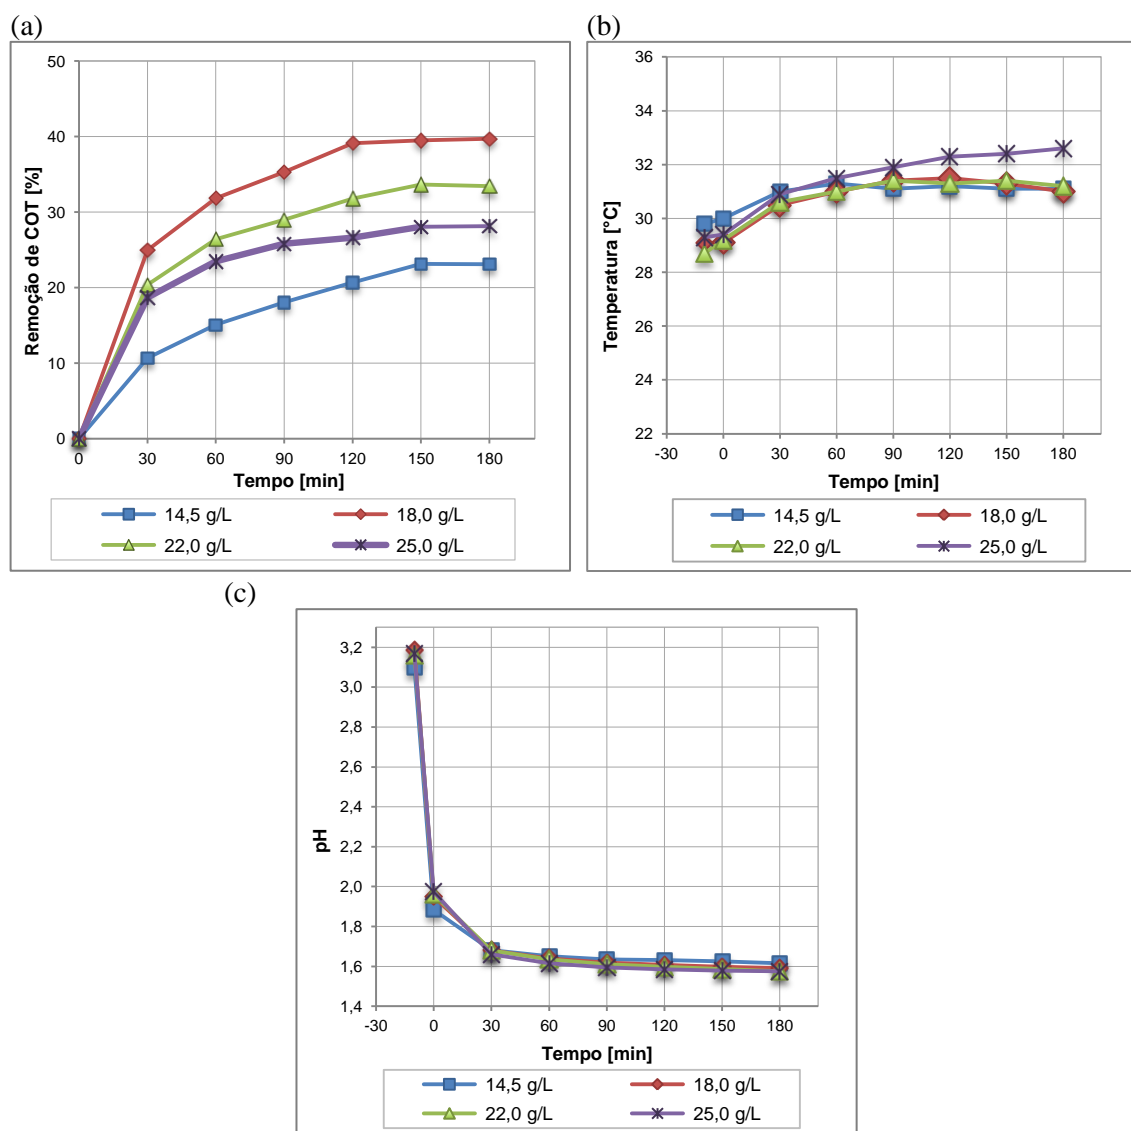 (a)
50
40
30
20
10
0
Remoção de COT [%]
0 30 60 90 120 150 180
Tempo [min]
14,5 g/L 18,0 g/L
22,0 g/L 25,0 g/L
(b)
36
34
32
30
28
26
24
22
Temperatura [°C]
-30 0 30 60 90 120 150 180
Tempo [min]
14,5 g/L 18,0 g/L
22,0 g/L 25,0 g/L
(c)
3,2
3,0
2,8
2,6
2,4
2,2
2,0
1,8
1,6
1,4
pH
-30 0 30 60 90 120 150 180
Tempo [min]
14,5 g/L 18,0 g/L
22,0 g/L 25,0 g/L